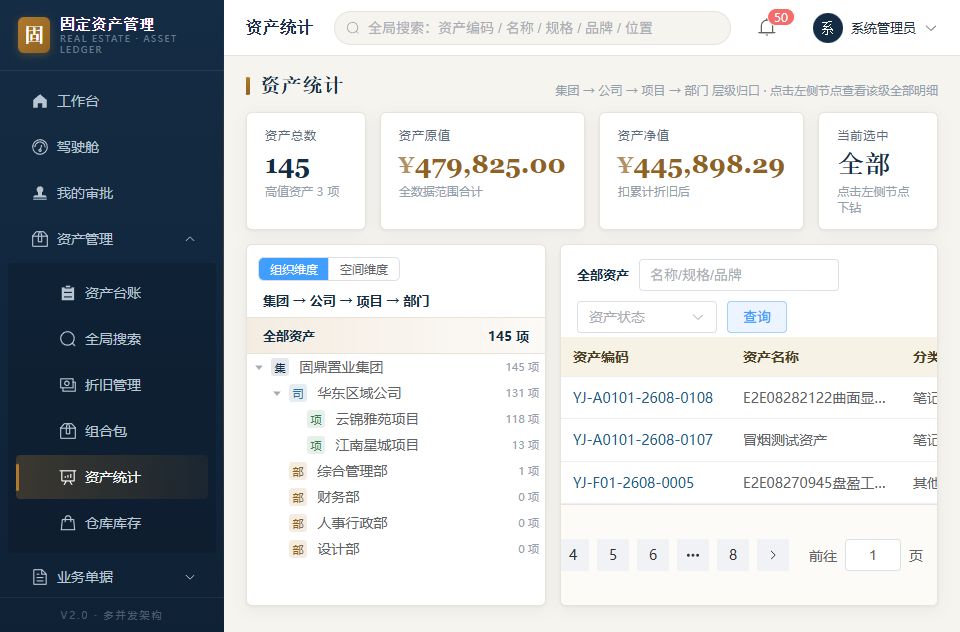 固
固定资产管理
REAL ESTATE · ASSET
LEDGER
工作台
驾驶舱
我的审批
资产管理
资产台账
全局搜索
折旧管理
组合包
资产统计
仓库库存
业务单据
V2.0 · 多并发架构
资产统计
全局搜索：资产编码 / 名称 / 规格 / 品牌 / 位置
50
系
系统管理员
资产统计
集团 → 公司 → 项目 → 部门 层级归口 · 点击左侧节点查看该级全部明细
资产总数
145
高值资产 3 项
资产原值
¥479,825.00
全数据范围合计
资产净值
¥445,898.29
扣累计折旧后
当前选中
全部
点击左侧节点
下钻
组织维度
空间维度
集团 → 公司 → 项目 → 部门
全部资产 145 项
集 固鼎置业集团 145 项
司 华东区域公司 131 项
项 云锦雅苑项目 118 项
项 江南星城项目 13 项
部 综合管理部 1 项
部 财务部 0 项
部 人事行政部 0 项
部 设计部 0 项
全部资产 名称/规格/品牌
资产状态 查询
资产编码 资产名称 分类
YJ-A0101-2608-0108 E2E08282122曲面显... 笔记
YJ-A0101-2608-0107 冒烟测试资产 笔记
YJ-F01-2608-0005 E2E08270945盘盈工... 其他
4 5 6 ••• 8 > 前往 1 页